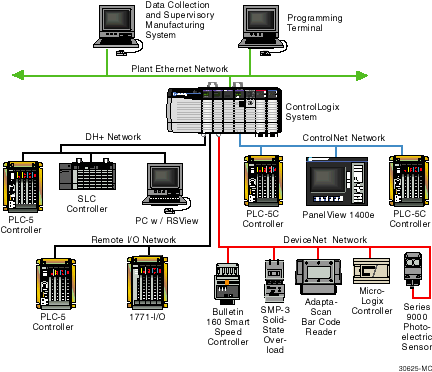 Data Collection
and Supervisory
Manufacturing
System
Programming
Terminal
Plant Ethernet Network
ControlLogix
System
DH+ Network
ControlNet Network
PLC-5
Controller
SLC
Controller
PC w / RSView
PLC-5C
Controller
PanelView 1400e
PLC-5C
Controller
Remote I/O Network
DeviceNet Network
PLC-5
Controller
1771-I/O
Bulletin
160 Smart
Speed
Controller
SMP-3
Solid-
State
Over-
load
Adapta-
Scan
Bar Code
Reader
Micro-
Logix
Controller
Series
9000
Photo-
electric
Sensor
30625-MC